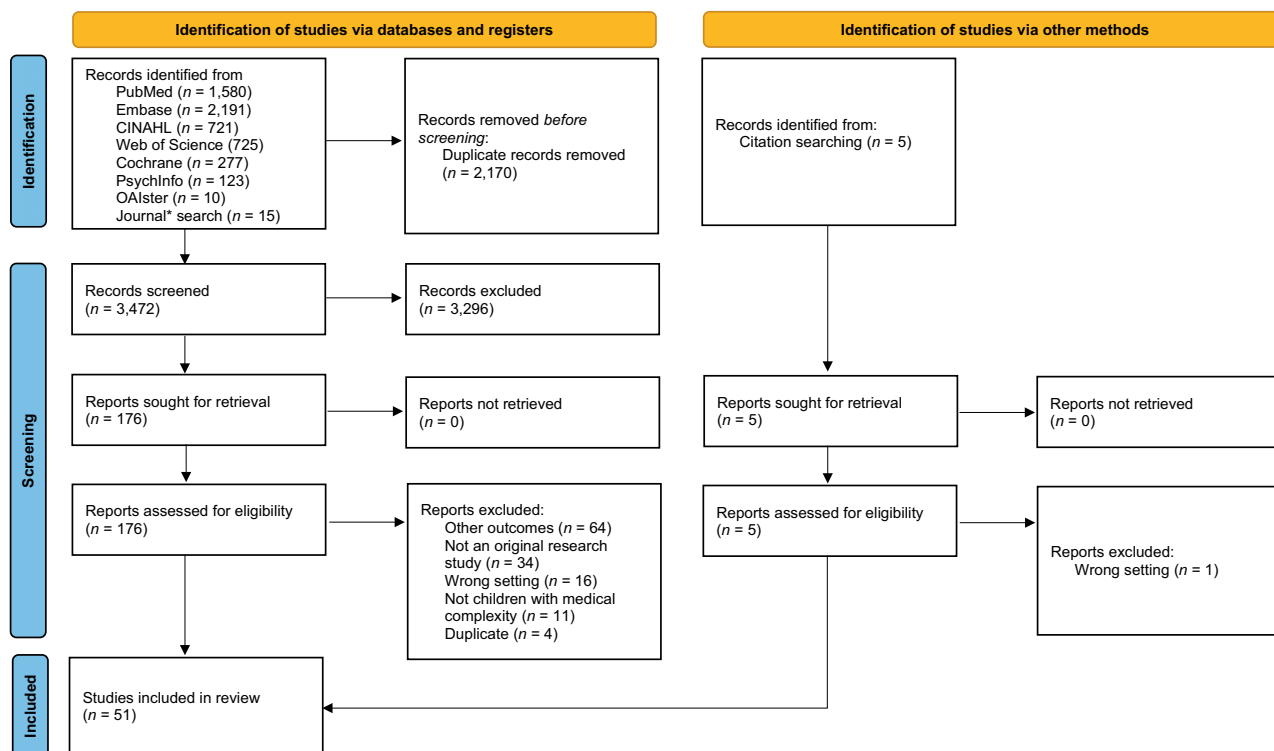 Identification of studies via databases and registers
Identification of studies via other methods
Identification
Records identified from
PubMed (n = 1,580)
Embase (n = 2,191)
CINAHL (n = 721)
Web of Science (725)
Cochrane (n = 277)
PsychInfo (n = 123)
OAIster (n = 10)
Journal* search (n = 15)
Records removed before
screening:
Duplicate records removed
(n = 2,170)
Records identified from:
Citation searching (n = 5)
Screening
Records screened
(n = 3,472)
Records excluded
(n = 3,296)
Reports sought for retrieval
(n = 176)
Reports not retrieved
(n = 0)
Reports sought for retrieval
(n = 5)
Reports not retrieved
(n = 0)
Reports assessed for eligibility
(n = 176)
Reports excluded:
Other outcomes (n = 64)
Not an original research
study (n = 34)
Wrong setting (n = 16)
Not children with medical
complexity (n = 11)
Duplicate (n = 4)
Reports assessed for eligibility
(n = 5)
Reports excluded:
Wrong setting (n = 1)
Included
Studies included in review
(n = 51)